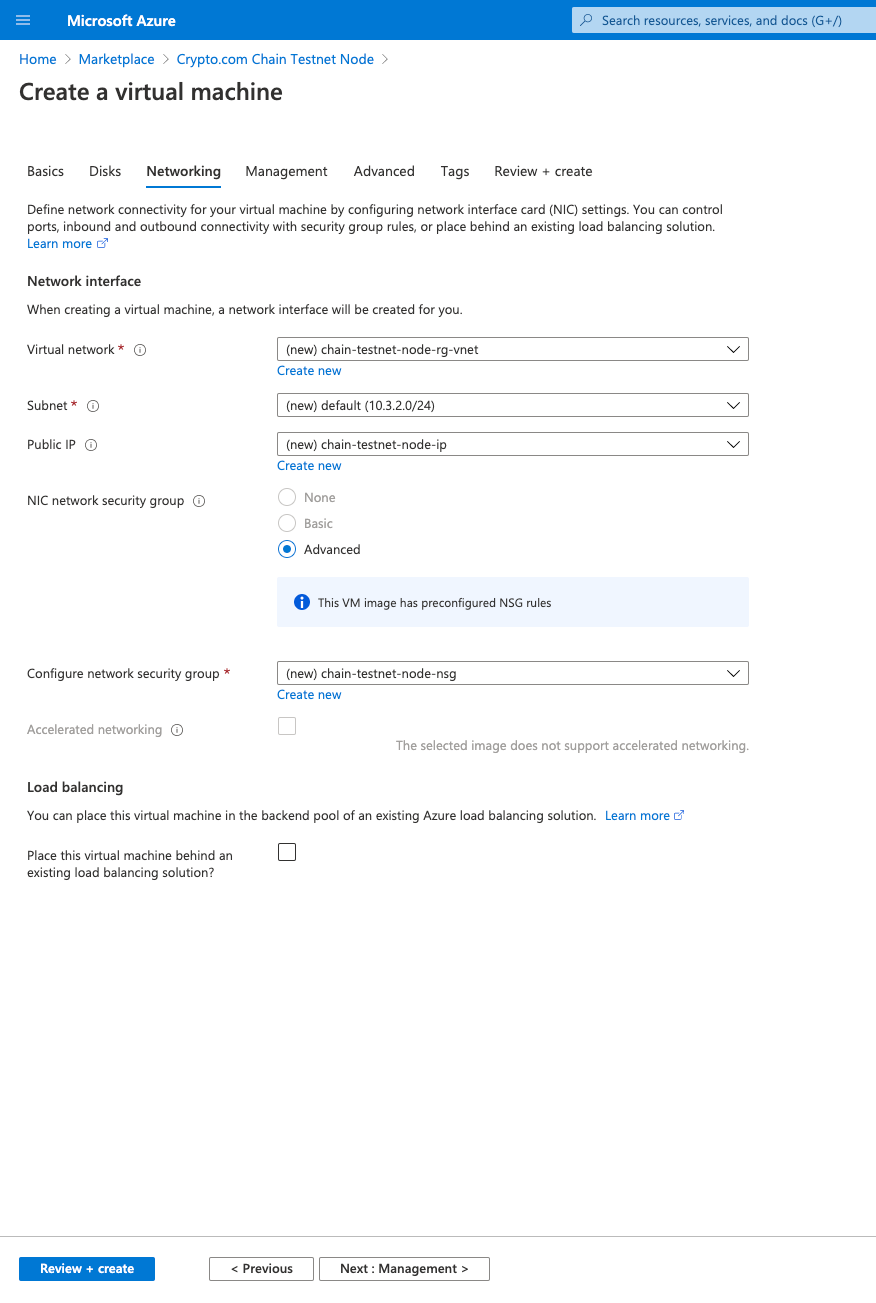 Microsoft Azure
Search resources, services, and docs (G+/)
Home > Marketplace > Crypto.com Chain Testnet Node >
Create a virtual machine
Basics Disks Networking Management Advanced Tags Review + create
Define network connectivity for your virtual machine by configuring network interface card (NIC) settings. You can control
ports, inbound and outbound connectivity with security group rules, or place behind an existing load balancing solution.
Learn more
Network interface
When creating a virtual machine, a network interface will be created for you.
Virtual network *
(new) chain-testnet-node-rg-vnet
Create new
Subnet *
(new) default (10.3.2.0/24)
Public IP
(new) chain-testnet-node-ip
Create new
NIC network security group
None
Basic
Advanced
This VM image has preconfigured NSG rules
Configure network security group *
(new) chain-testnet-node-nsg
Create new
Accelerated networking
The selected image does not support accelerated networking.
Load balancing
You can place this virtual machine in the backend pool of an existing Azure load balancing solution. Learn more
Place this virtual machine behind an
existing load balancing solution?
Review + create
< Previous
Next : Management >